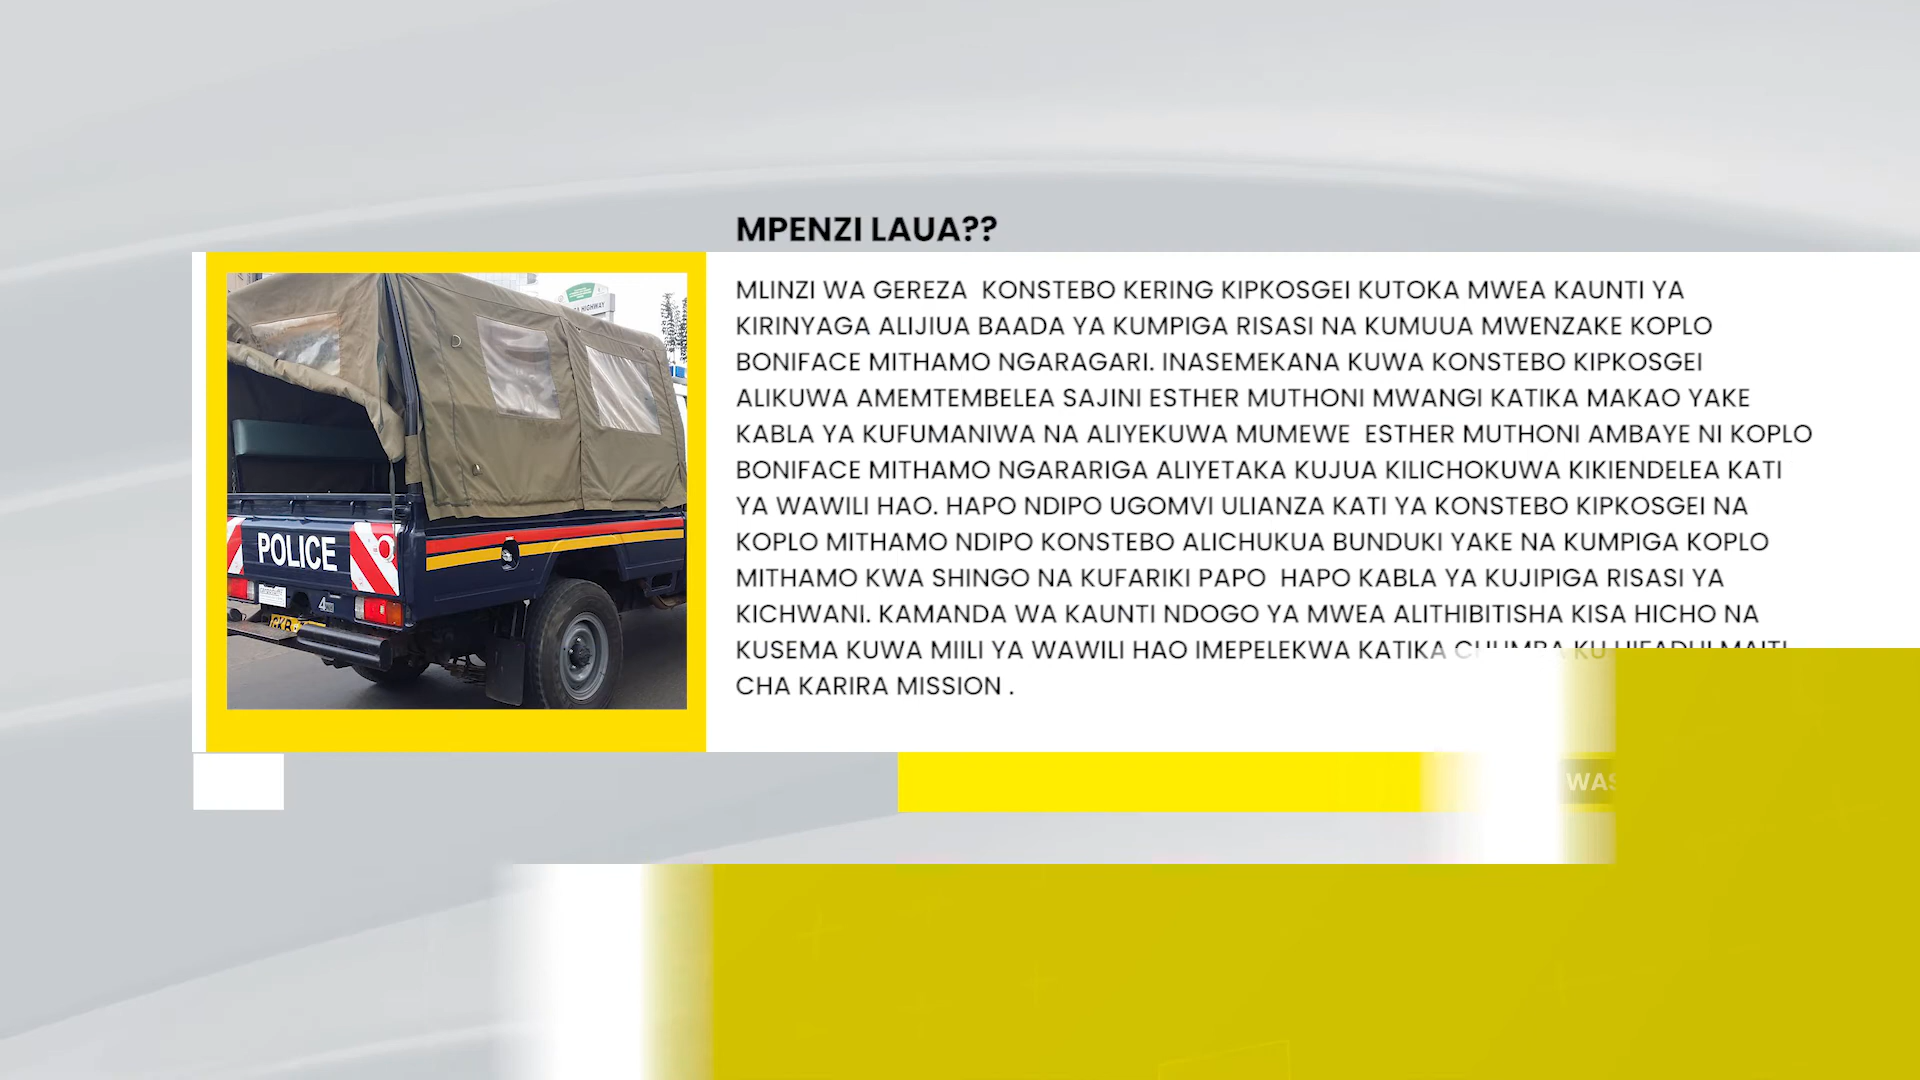 MPENZI LAUA??
MLINZI WA GEREZA KONSTEBO KERING KIPKOSGEI KUTOKA MWEA KAUNTI YA
KIRINYAGA ALIJIUA BAADA YA KUMPIGA RISASI NA KUMUUA MWENZAKE KOPLO
BONIFACE MITHAMO NGARAGARI. INASEMEKANA KUWA KONSTEBO KIPKOSGEI
ALIKUWA AMEMTEMBELEA SAJINI ESTHER MUTHONI MWANGI KATIKA MAKAO YAKE
KABLA YA KUFUMANIWA NA ALIYEKUWA MUMEWE ESTHER MUTHONI AMBAYE NI KOPLO
BONIFACE MITHAMO NGARARIGA ALIYETAKA KUJUA KILICHOKUWA KIKIENDELEA KATI
YA WAWILI HAO. HAPO NDIPO UGOMVI ULIANZA KATI YA KONSTEBO KIPKOSGEI NA
KOPLO MITHAMO NDIPO KONSTEBO ALICHUKUA BUNDUKI YAKE NA KUMPIGA KOPLO
MITHAMO KWA SHINGO NA KUFARIKI PAPO HAPO KABLA YA KUJIPIGA RISASI YA
KICHWANI. KAMANDA WA KAUNTI NDOGO YA MWEA ALITHIBITISHA KISA HICHO NA
KUSEMA KUWA MIILI YA WAWILI HAO IMEPELEKWA KATIKA CHUMBA KU HIFADHI MAITI
CHA KARIRA MISSION .
POLICE